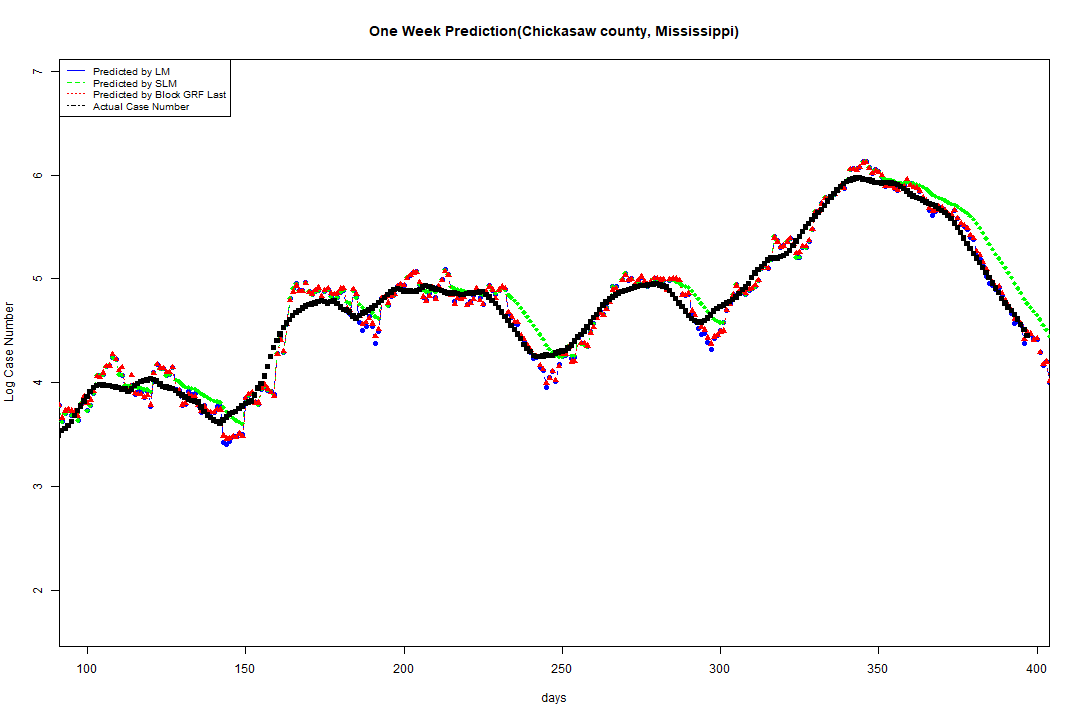 One Week Prediction(Chickasaw county, Mississippi)
Predicted by LM
Predicted by SLM
Predicted by Block GRF Last
Actual Case Number
7
6
5
4
3
2
Log Case Number
100 150 200 250 300 350 400
days